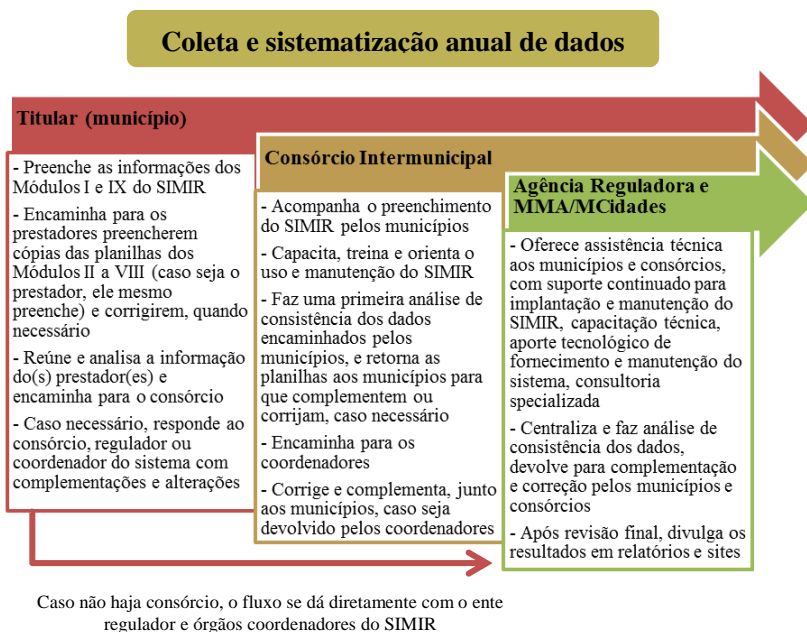 Coleta e sistematização anual de dados
Titular (município)
- Preenche as informações dos
Módulos I e IX do SIMIR
- Encaminha para os
prestadores preencherem
cópias das planilhas dos
Módulos II a VIII (caso seja o
prestador, ele mesmo
preenche) e corrigirem, quando
necessário
- Reúne e analisa a informação
do(s) prestador(es) e
encaminha para o consórcio
- Caso necessário, responde ao
consórcio, regulador ou
coordenador do sistema com
complementações e alterações
Consórcio Intermunicipal
- Acompanha o preenchimento
do SIMIR pelos municípios
- Capacita, treina e orienta o
uso e manutenção do SIMIR
- Faz uma primeira análise de
consistência dos dados
encaminhados pelos
municípios, e retorna as
planilhas aos municípios para
que complementem ou
corrijam, caso necessário
- Encaminha para os
coordenadores
- Corrige e complementa, junto
aos municípios, caso seja
devolvido pelos coordenadores
Agência Reguladora e
MMA/MCidades
- Oferece assistência técnica
aos municípios e consórcios,
com suporte continuado para
implantação e manutenção do
SIMIR, capacitação técnica,
aporte tecnológico de
fornecimento e manutenção do
sistema, consultoria
especializada
- Centraliza e faz análise de
consistência dos dados,
devolve para complementação
e correção pelos municípios e
consórcios
- Após revisão final, divulga os
resultados em relatórios e sites
Caso não haja consórcio, o fluxo se dá diretamente com o ente
regulador e órgãos coordenadores do SIMIR